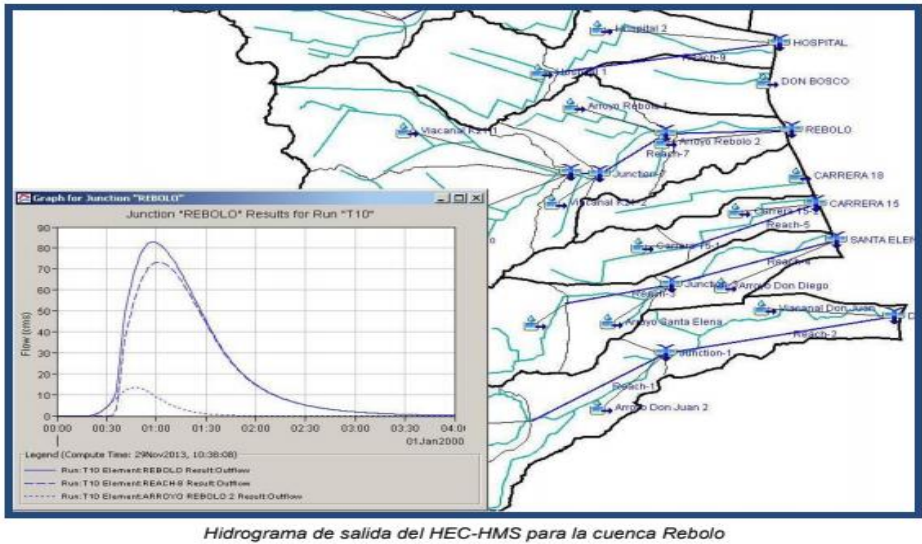 Hospital 2
HOSPITAL
Reach-9
Hospital 1
DON BOSCO
Arroyo Rebolo 1
Viacanal K21-1
REBOLO
Arroyo Rebolo 2
Reach-7
Junction-2
CARRERA 18
Viacanal K21-2
CARRERA 15
Carrera 15-2
Reach-5
SANTA ELEN
Carrera 15-1
Reach-4
Arroyo Don Diego
Reach-3
Viacanal Don Juan
Arroyo Santa Elena
Reach-2
Junction-1
Reach-1
Arroyo Don Juan 2
Graph for Junction "REBOLO"
Junction "REBOLO" Results for Run "T10"
90
80
70
60
50
40
30
20
10
0
Flow (cms)
00:00 00:30 01:00 01:30 02:00 02:30 03:00 03:30 04:0
01Jan2000
Legend (Compute Time: 29Nov2013, 10:38:08)
Run:T10 Element:REBOLO Result:Outflow
Run:T10 Element:REACH-8 Result:Outflow
Run:T10 Element:ARROYO REBOLO 2 Result:Outflow
Hidrograma de salida del HEC-HMS para la cuenca Rebolo